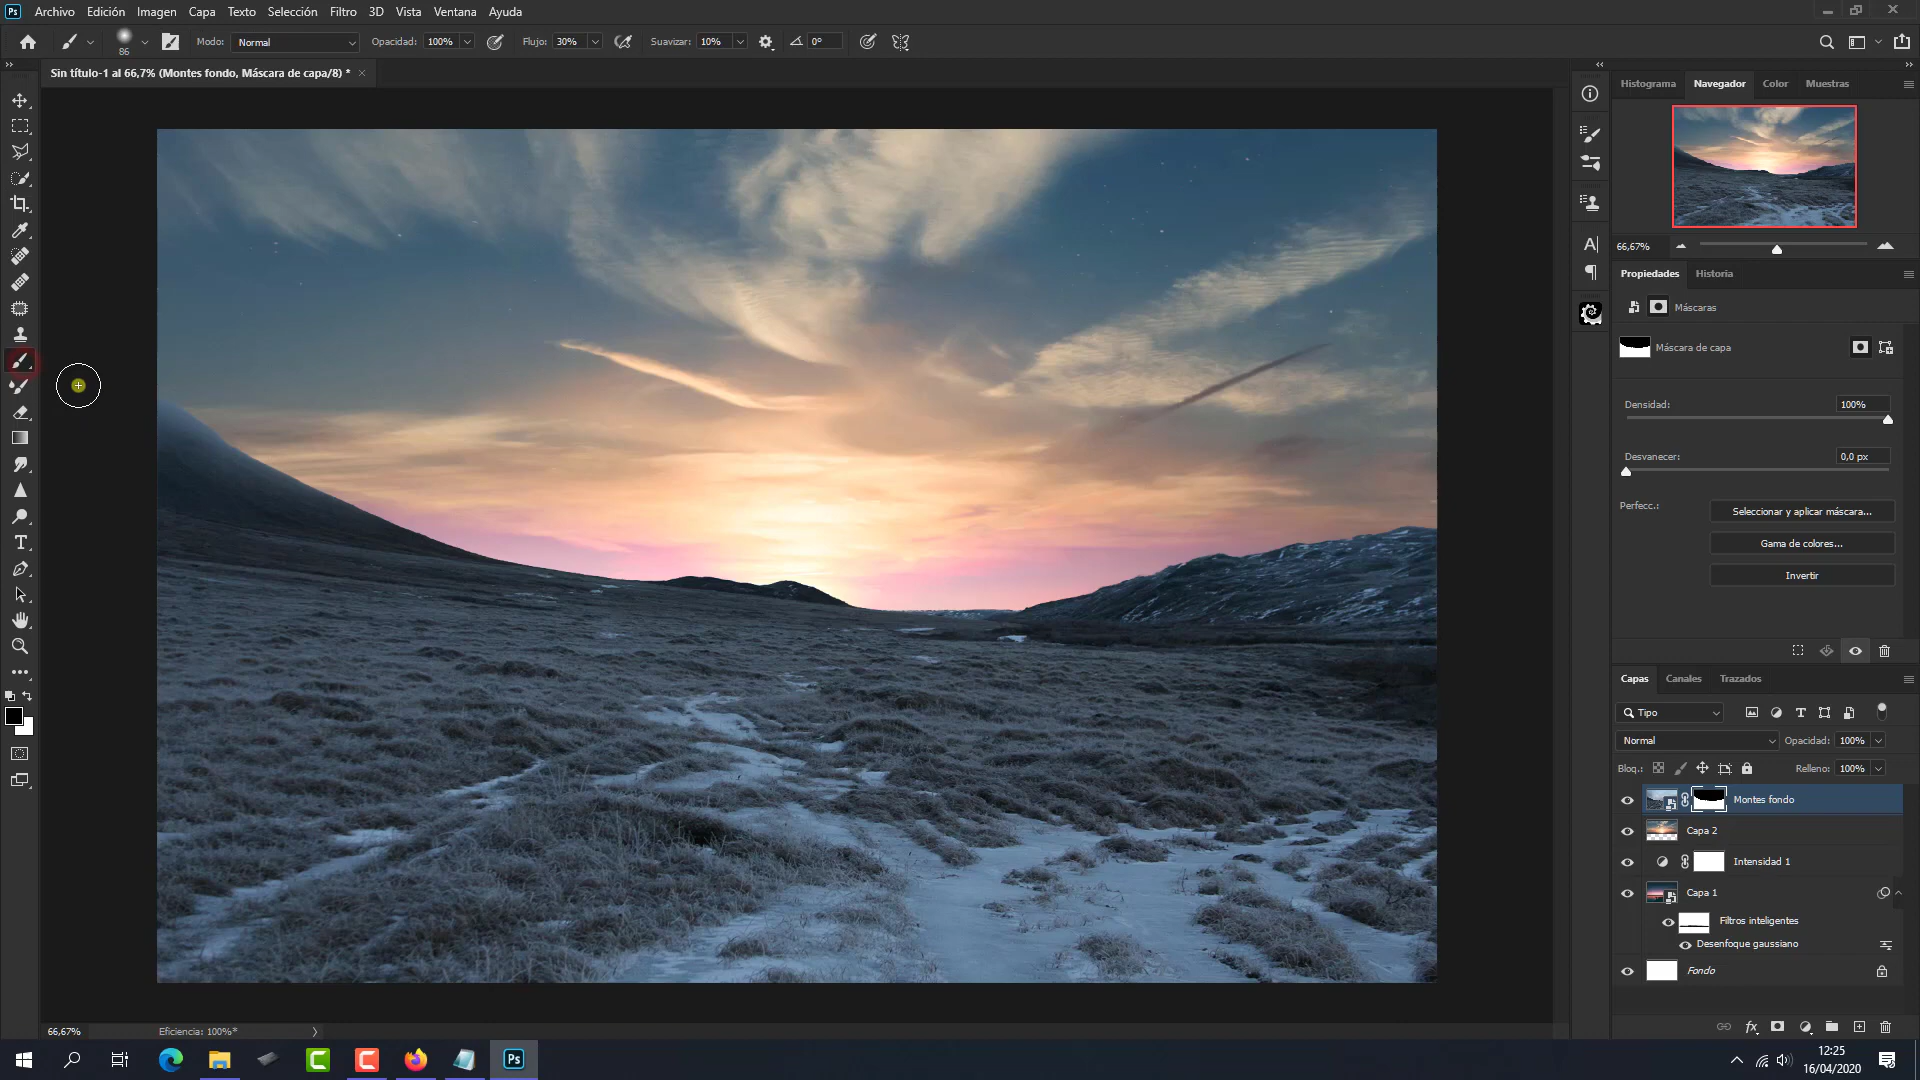 Ps Archivo Edición Imagen Capa Texto Selección Filtro 3D Vista Ventana Ayuda
86 Modo: Normal Opacidad: 100% Flujo: 30% Suavizar: 10% 0°
Sin título-1 al 66,7% (Montes fondo, Máscara de capa/8) *
Histograma Navegador Color Muestras
66,67%
Propiedades Historia
Máscaras
Máscara de capa
Densidad: 100%
Desvanecer: 0,0 px
Perfecc.: Seleccionar y aplicar máscara...
Gama de colores...
Invertir
Capas Canales Trazados
Tipo
Normal Opacidad: 100%
Bloq.: Relleno: 100%
Montes fondo
Capa 2
Intensidad 1
Capa 1
Filtros inteligentes
Desenfoque gaussiano
Fondo
fx
66,67% Eficiencia: 100%*
Ps
12:25
16/04/2020